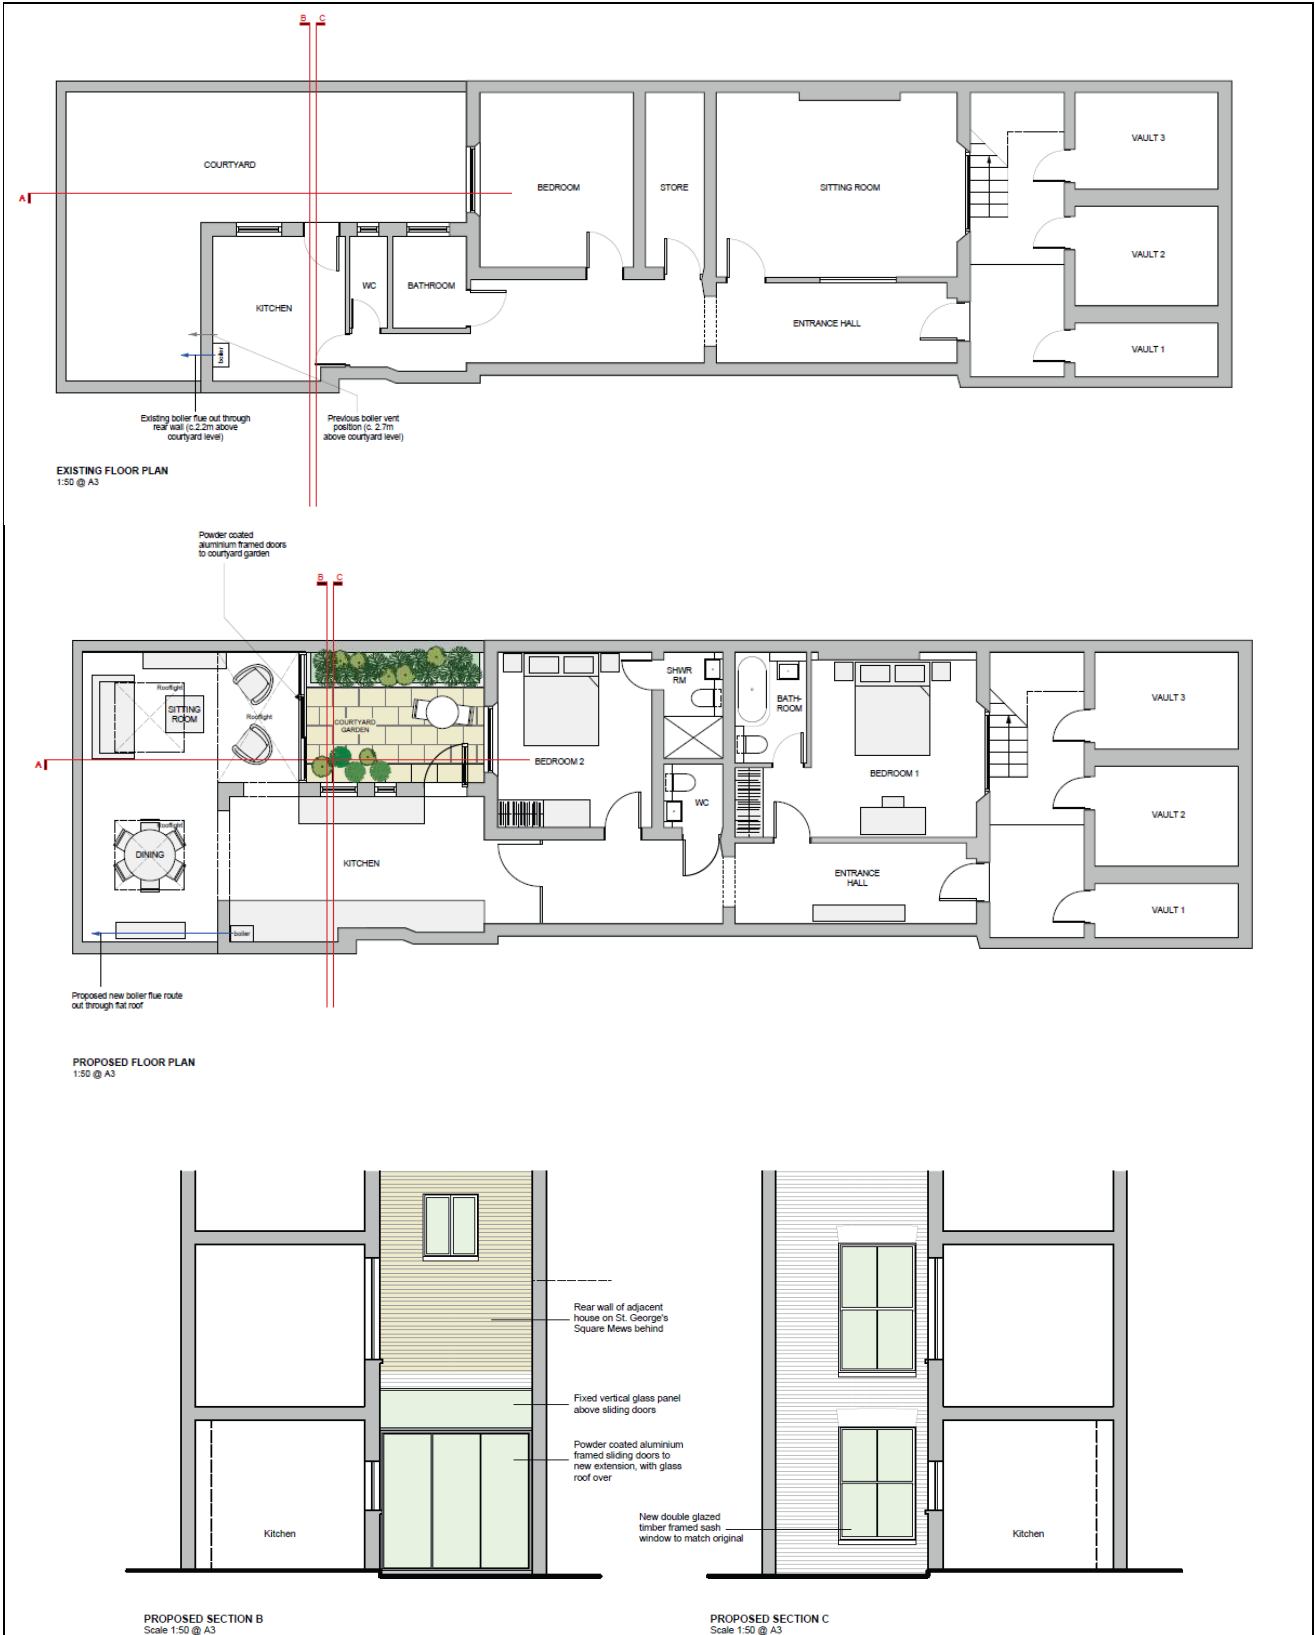 B C
COURTYARD
A
BEDROOM
STORE
SITTING ROOM
VAULT 3
VAULT 2
VAULT 1
KITCHEN
WC
BATHROOM
ENTRANCE HALL
boiler
Existing boiler flue out through
rear wall (c.2.2m above
courtyard level)
Previous boiler vent
position (c. 2.7m
above courtyard level)
EXISTING FLOOR PLAN
1:50 @ A3
Powder coated
aluminium framed doors
to courtyard garden
B C
Rooflight
SITTING
ROOM
Rooflight
COURTYARD
GARDEN
A
BEDROOM 2
SHWR
RM
BATH-
ROOM
WC
BEDROOM 1
VAULT 3
VAULT 2
VAULT 1
Rooflight
DINING
KITCHEN
ENTRANCE
HALL
boiler
Proposed new boiler flue route
out through flat roof
PROPOSED FLOOR PLAN
1:50 @ A3
Rear wall of adjacent
house on St. George's
Square Mews behind
Fixed vertical glass panel
above sliding doors
Powder coated aluminium
framed sliding doors to
new extension, with glass
roof over
Kitchen
New double glazed
timber framed sash
window to match original
Kitchen
PROPOSED SECTION B
Scale 1:50 @ A3
PROPOSED SECTION C
Scale 1:50 @ A3